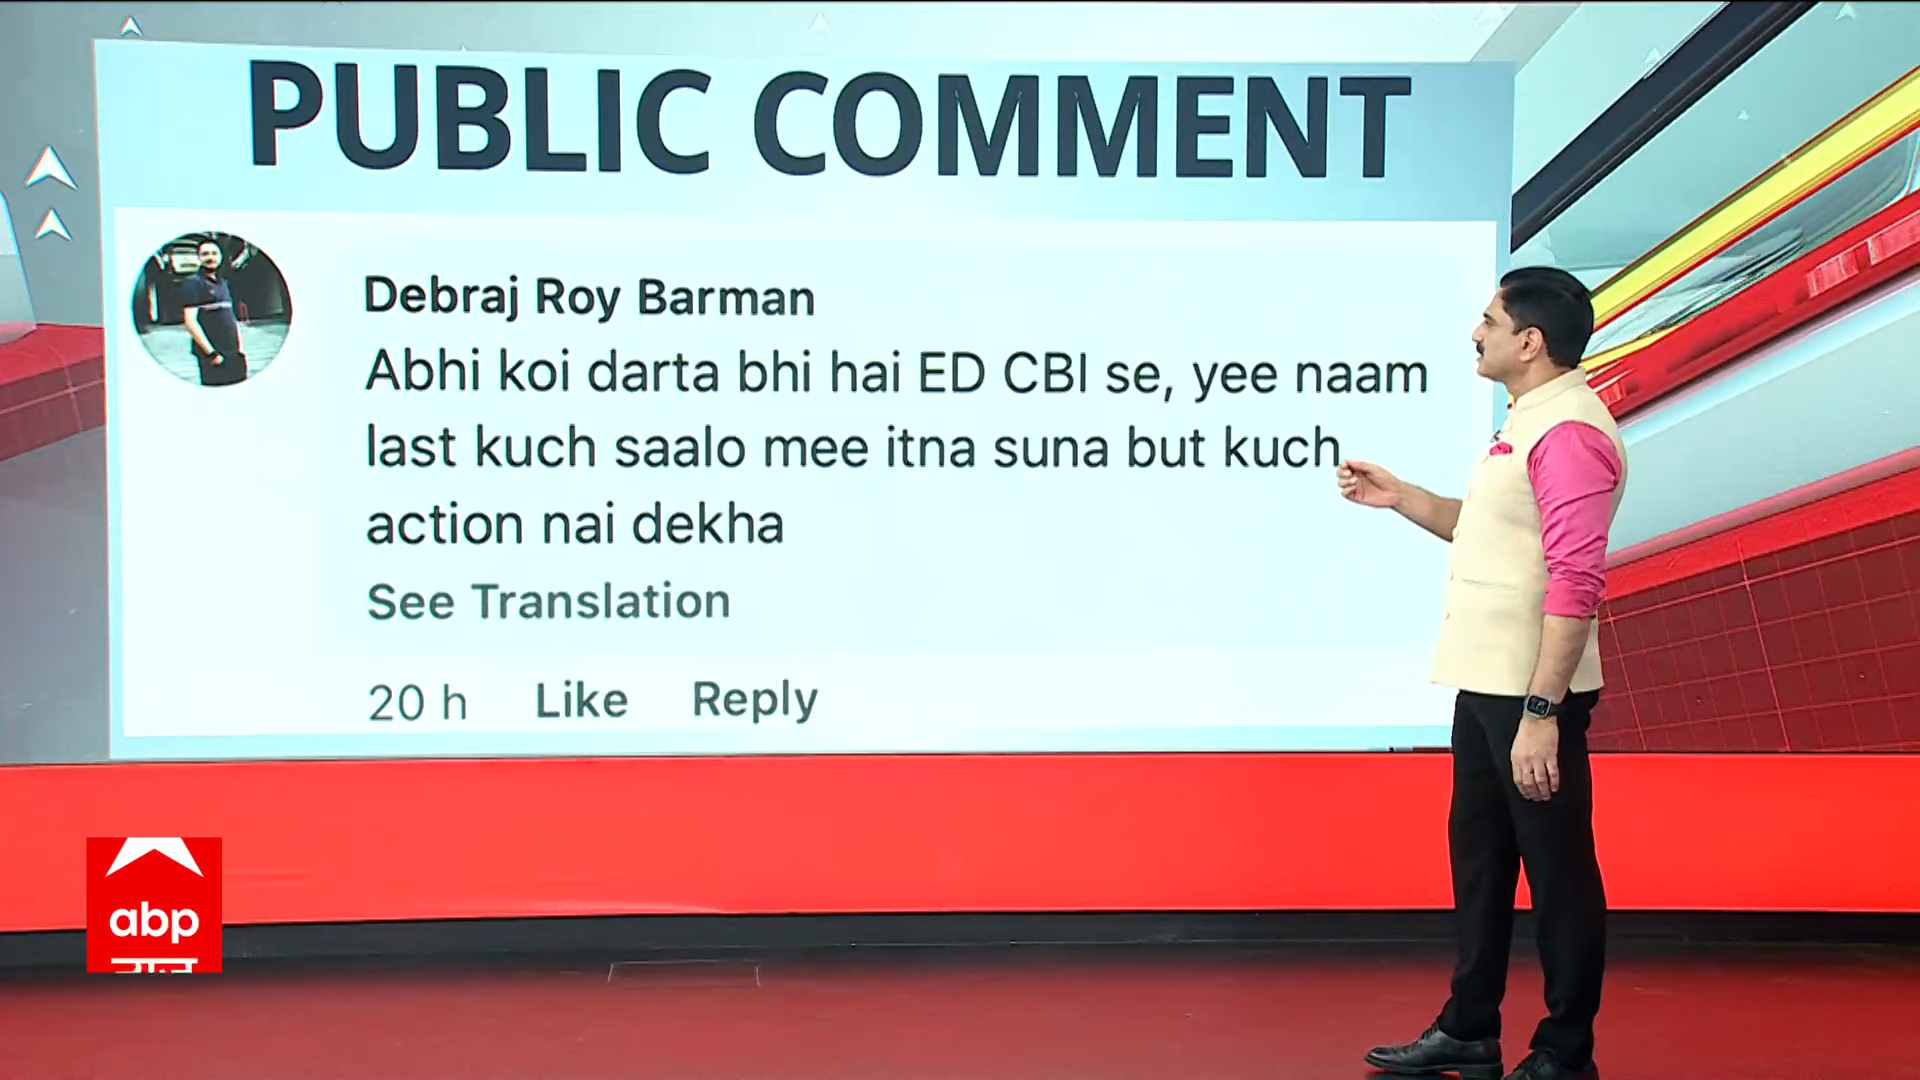 PUBLIC COMMENT
Debraj Roy Barman
Abhi koi darta bhi hai ED CBI se, yee naam
last kuch saalo mee itna suna but kuch
action nai dekha
See Translation
20 h Like Reply
abp